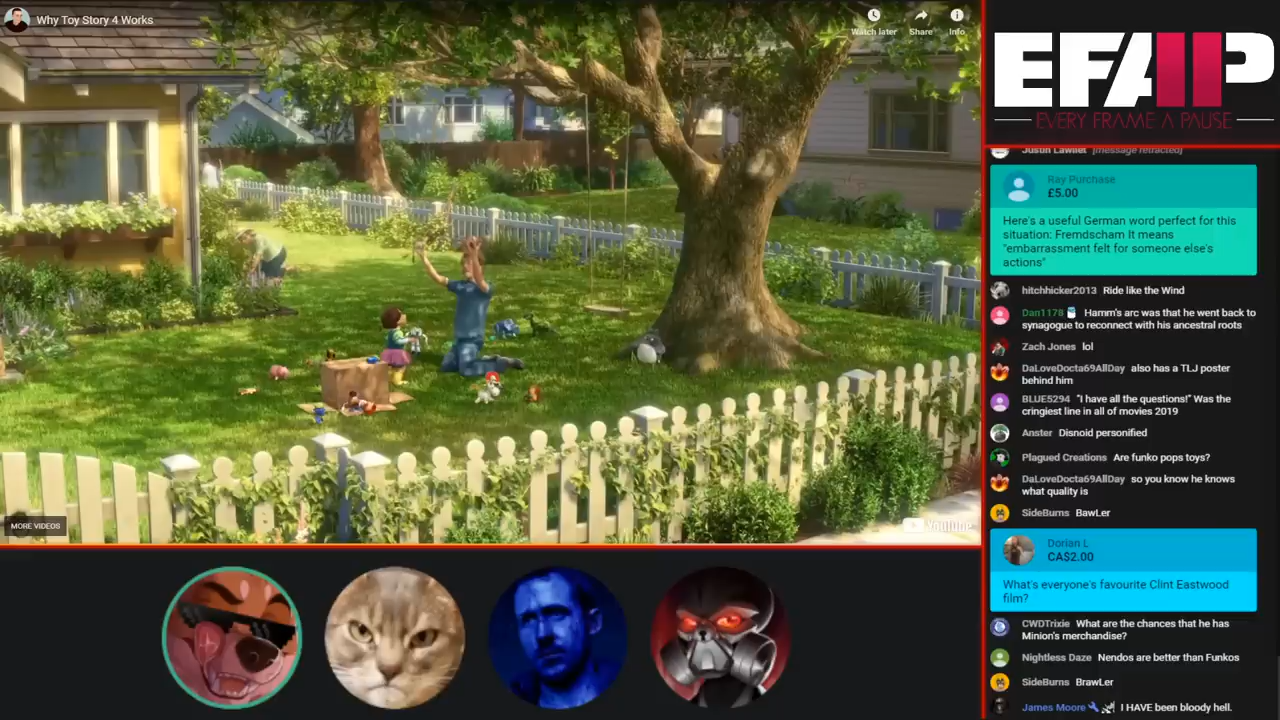 Why Toy Story 4 Works
Watch later
Share
Info
MORE VIDEOS
YouTube
EFAP
EVERY FRAME A PAUSE
Justin Lawliet [message retracted]
Ray Purchase
£5.00
Here's a useful German word perfect for this
situation: Fremdscham It means
"embarrassment felt for someone else's
actions"
hitchhicker2013 Ride like the Wind
Dan1178 Hamm's arc was that he went back to
synagogue to reconnect with his ancestral roots
Zach Jones lol
DaLoveDocta69AllDay also has a TLJ poster
behind him
BLUE5294 "I have all the questions!" Was the
cringiest line in all of movies 2019
Anster Disnoid personified
Plagued Creations Are funko pops toys?
DaLoveDocta69AllDay so you know he knows
what quality is
SideBurns BawLer
Dorian L
CA$2.00
What's everyone's favourite Clint Eastwood
film?
CWDTrixie What are the chances that he has
Minion's merchandise?
Nightless Daze Nendos are better than Funkos
SideBurns BrawLer
James Moore I HAVE been bloody hell.